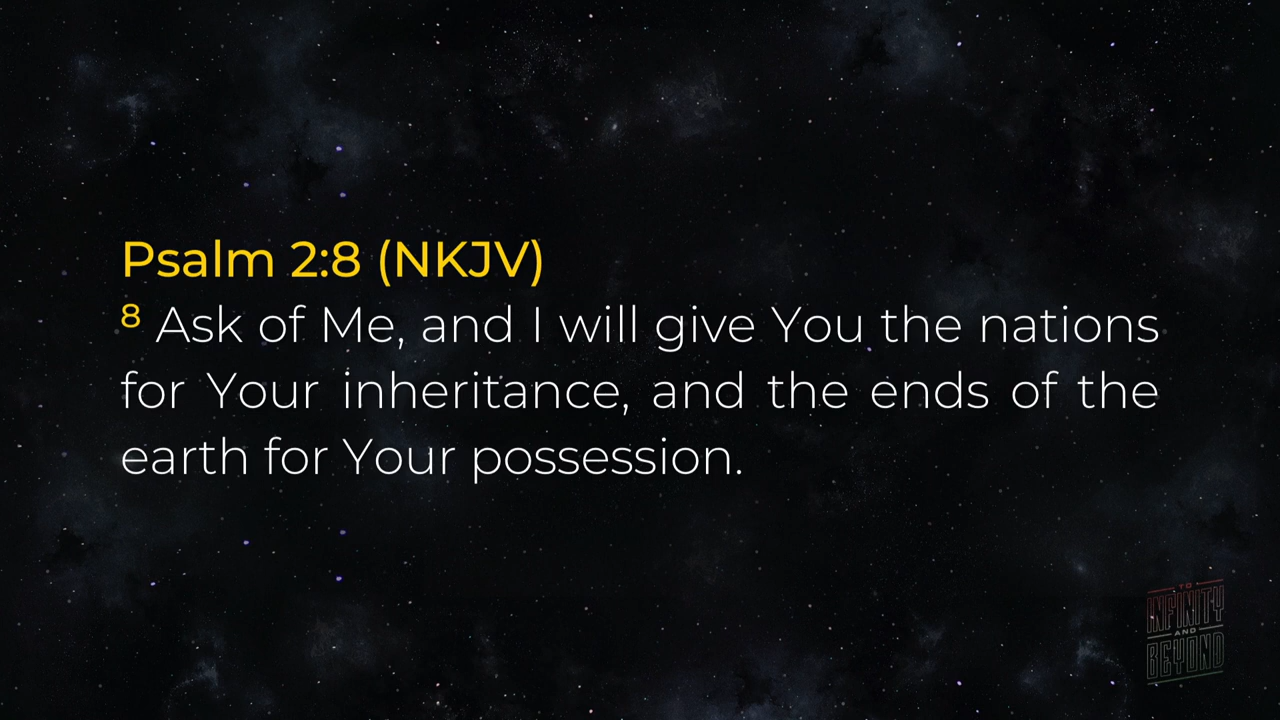 Psalm 2:8 (NKJV)
8 Ask of Me, and I will give You the nations
for Your inheritance, and the ends of the
earth for Your possession.
TO
INFINITY
AND
BEYOND